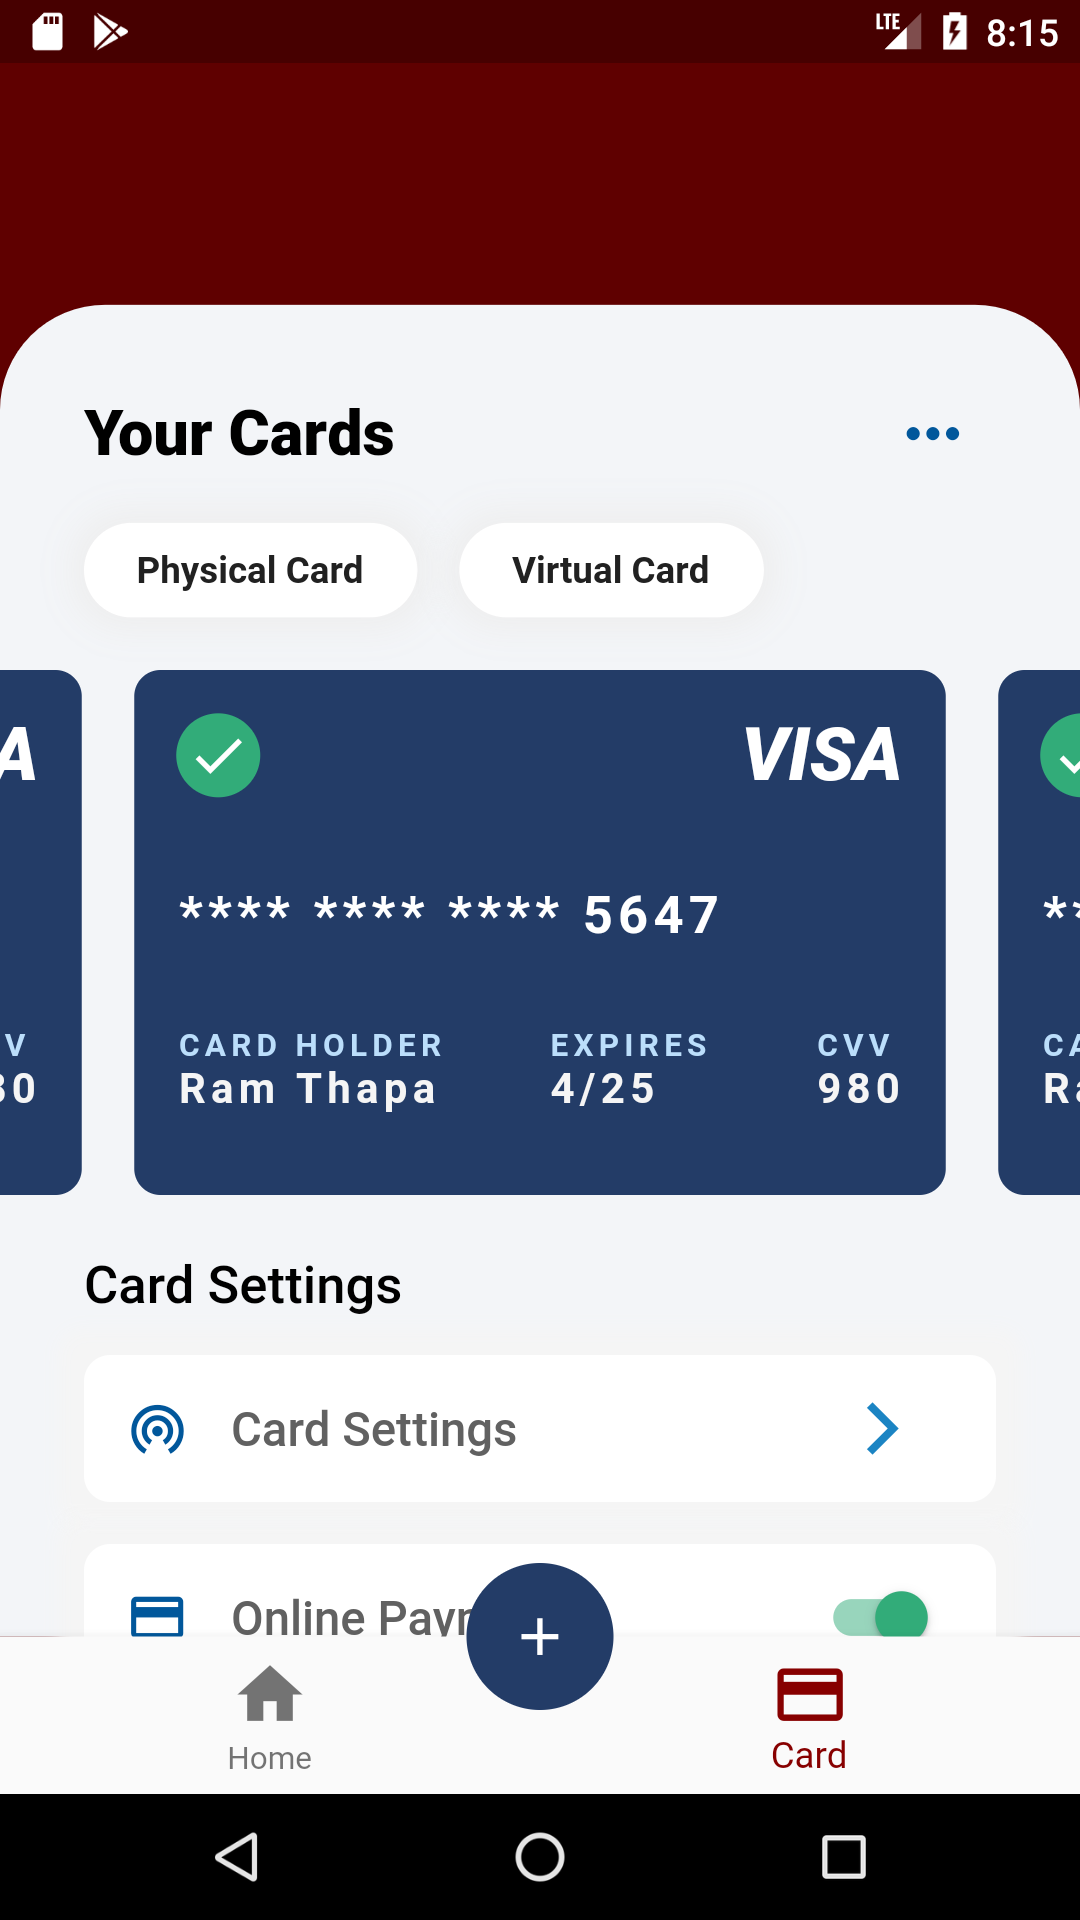 LTE 8:15
Your Cards
Physical Card Virtual Card
A VISA
**** **** **** 5647 **
V CARD HOLDER EXPIRES CVV CA
30 Ram Thapa 4/25 980 Ra
Card Settings
Card Settings
Online Paym
Home Card